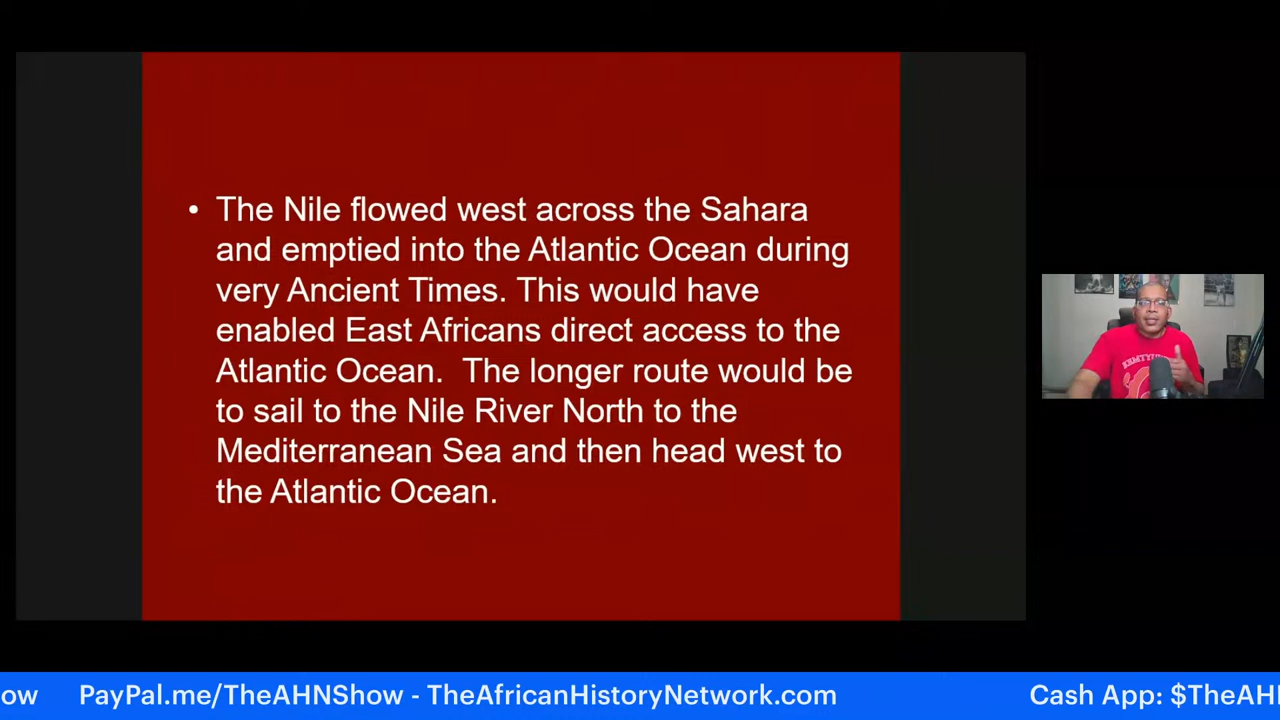 • The Nile flowed west across the Sahara
and emptied into the Atlantic Ocean during
very Ancient Times. This would have
enabled East Africans direct access to the
Atlantic Ocean.  The longer route would be
to sail to the Nile River North to the
Mediterranean Sea and then head west to
the Atlantic Ocean.
ow PayPal.me/TheAHNShow - TheAfricanHistoryNetwork.com Cash App: $TheAH